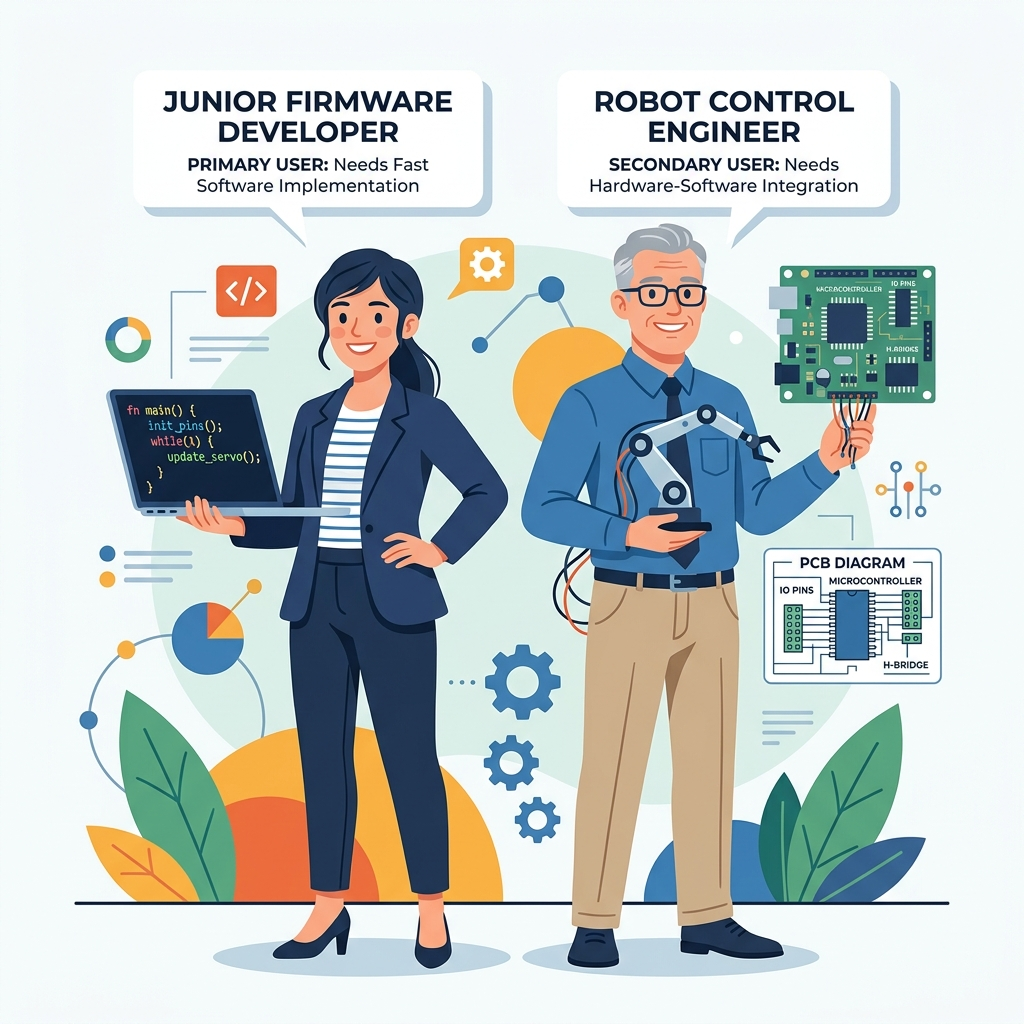 JUNIOR FIRMWARE
DEVELOPER
PRIMARY USER: Needs Fast
Software Implementation
ROBOT CONTROL
ENGINEER
SECONDARY USER: Needs
Hardware-Software Integration
</>
fn main() {
init_pins();
while(1) {
update_servo();
}
}
IO PINS
PCB DIAGRAM
MICROCONTROLLER
IO PINS
H-BRIDGE